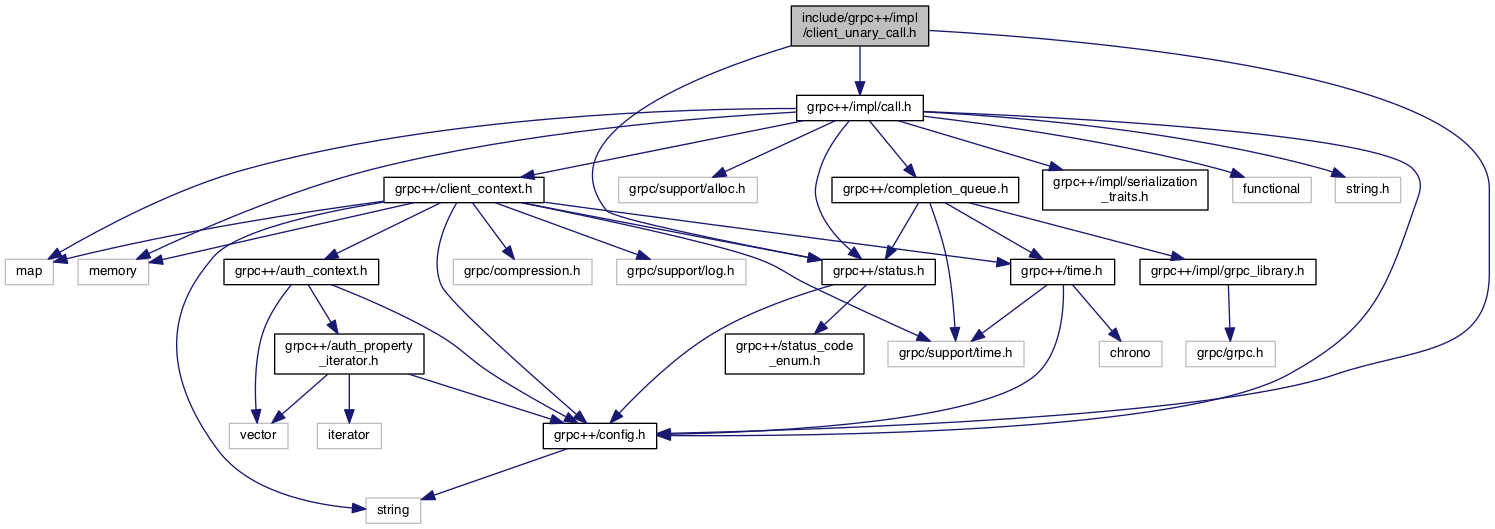 include/grpc++/impl
/client_unary_call.h
grpc++/impl/call.h
grpc++/client_context.h
grpc/support/alloc.h
grpc++/completion_queue.h
grpc++/impl/serialization
_traits.h
functional
string.h
map
memory
grpc++/auth_context.h
grpc/compression.h
grpc/support/log.h
grpc++/status.h
grpc++/time.h
grpc++/impl/grpc_library.h
grpc++/auth_property
_iterator.h
grpc++/status_code
_enum.h
grpc/support/time.h
chrono
grpc/grpc.h
vector
iterator
grpc++/config.h
string